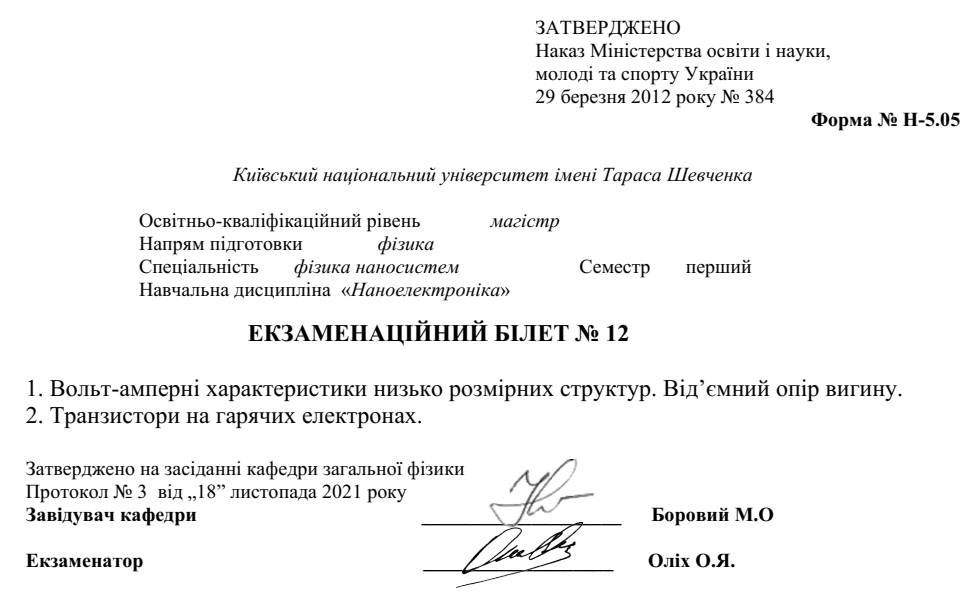 ЗАТВЕРДЖЕНО
Наказ Міністерства освіти і науки,
молоді та спорту України
29 березня 2012 року № 384
Форма № Н-5.05
Київський національний університет імені Тараса Шевченка
Освітньо-кваліфікаційний рівень магістр
Напрям підготовки фізика
Спеціальність фізика наносистем Семестр перший
Навчальна дисципліна «Наноелектроніка»
ЕКЗАМЕНАЦІЙНИЙ БІЛЕТ № 12
1. Вольт-амперні характеристики низько розмірних структур. Від’ємний опір вигину.
2. Транзистори на гарячих електронах.
Затверджено на засіданні кафедри загальної фізики
Протокол № 3 від „18” листопада 2021 року
Завідувач кафедри ____________________ Боровий М.О
Екзаменатор ____________________ Оліх О.Я.